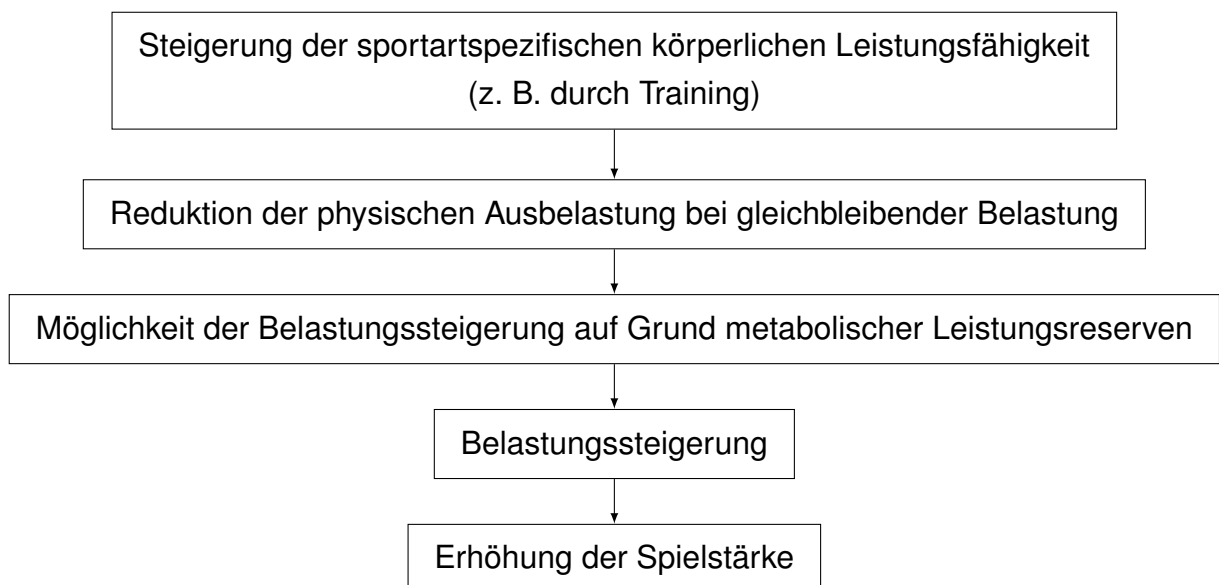 Steigerung der sportartspezifischen körperlichen Leistungsfähigkeit
(z. B. durch Training)
Reduktion der physischen Ausbelastung bei gleichbleibender Belastung
Möglichkeit der Belastungssteigerung auf Grund metabolischer Leistungsreserven
Belastungssteigerung
Erhöhung der Spielstärke